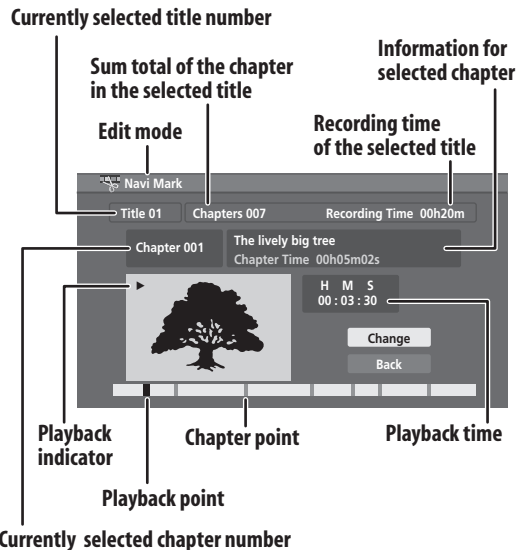 Currently selected title number
Sum total of the chapter
in the selected title
Information for
selected chapter
Edit mode
Recording time
of the selected title
Navi Mark
Title 01
Chapters 007
Recording Time 00h20m
Chapter 001
The lively big tree
Chapter Time 00h05m02s
H M S
00 : 03 : 30
Change
Back
Playback
indicator
Chapter point
Playback time
Playback point
Currently selected chapter number